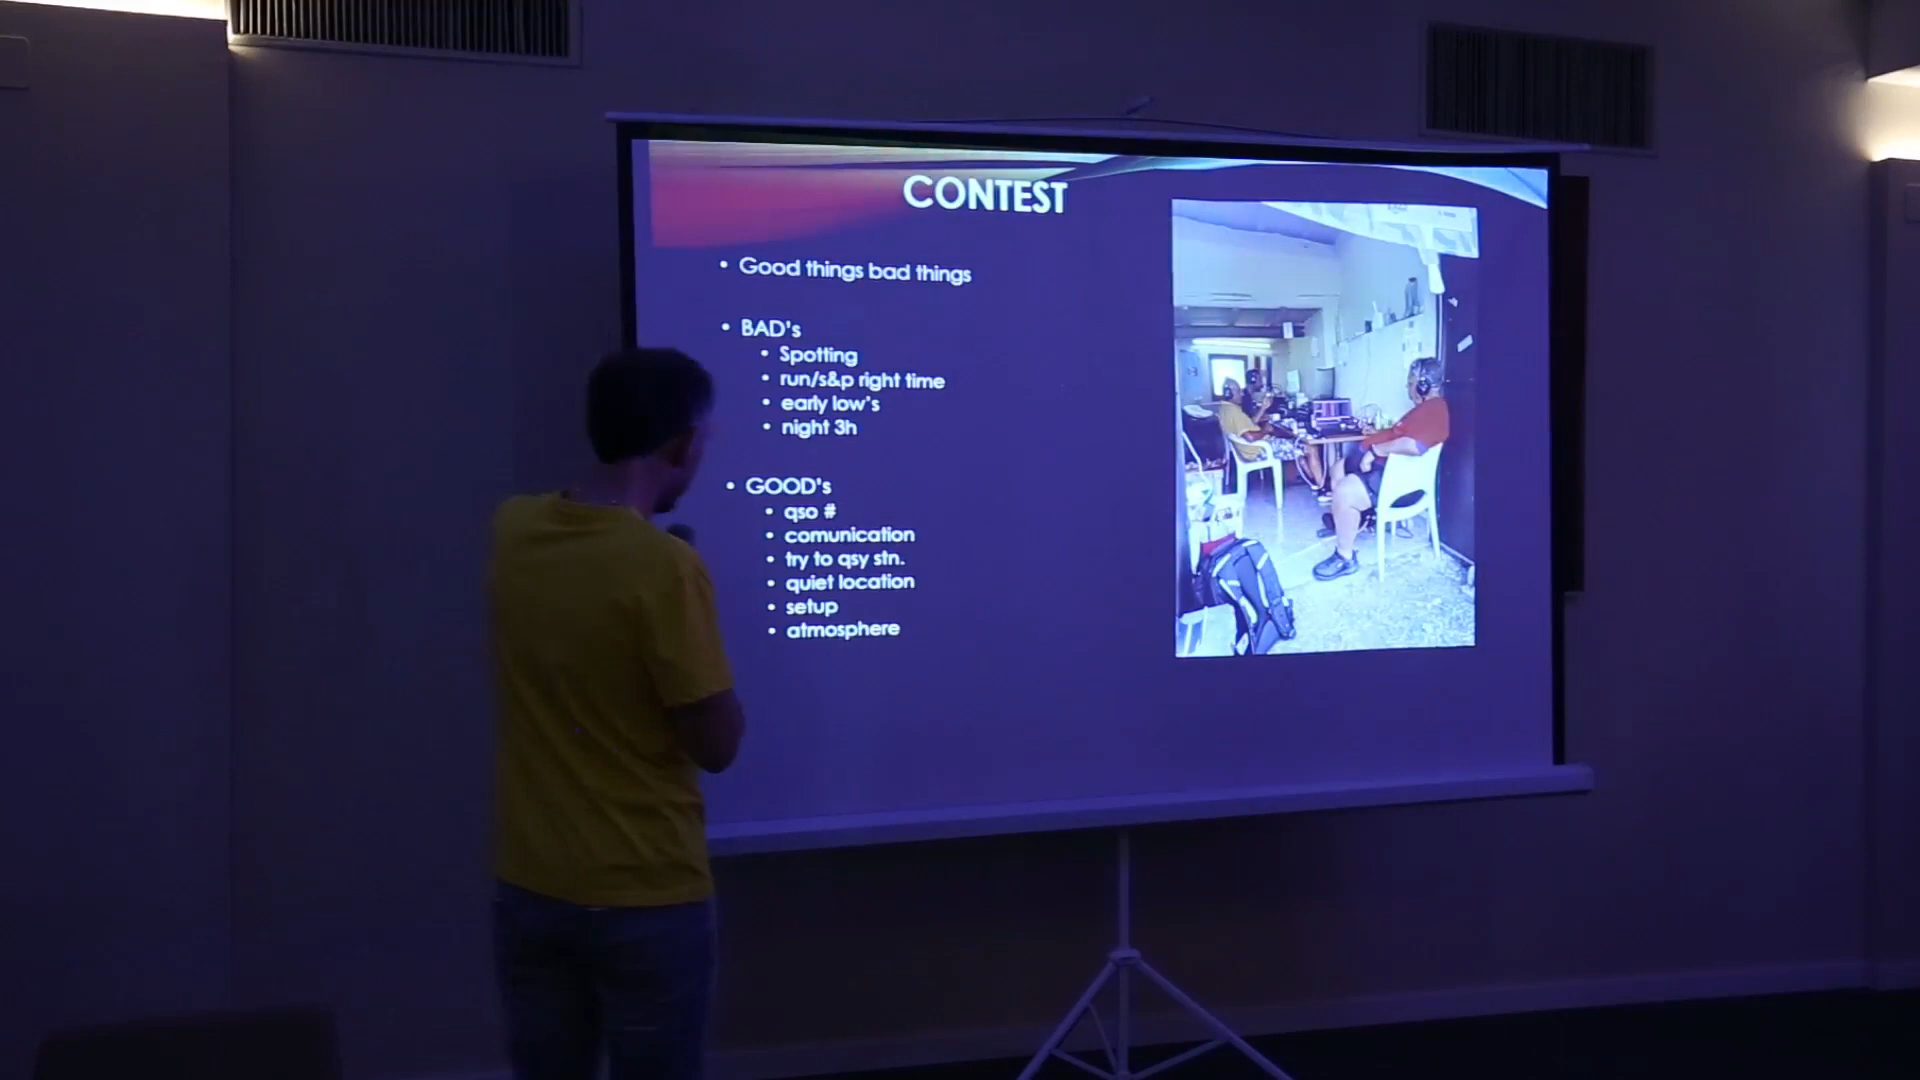 CONTEST
• Good things bad things
• BAD's
• Spotting
• run/s&p right time
• early low's
• night 3h
• GOOD's
• qso #
• comunication
• try to qsy stn.
• quiet location
• setup
• atmosphere